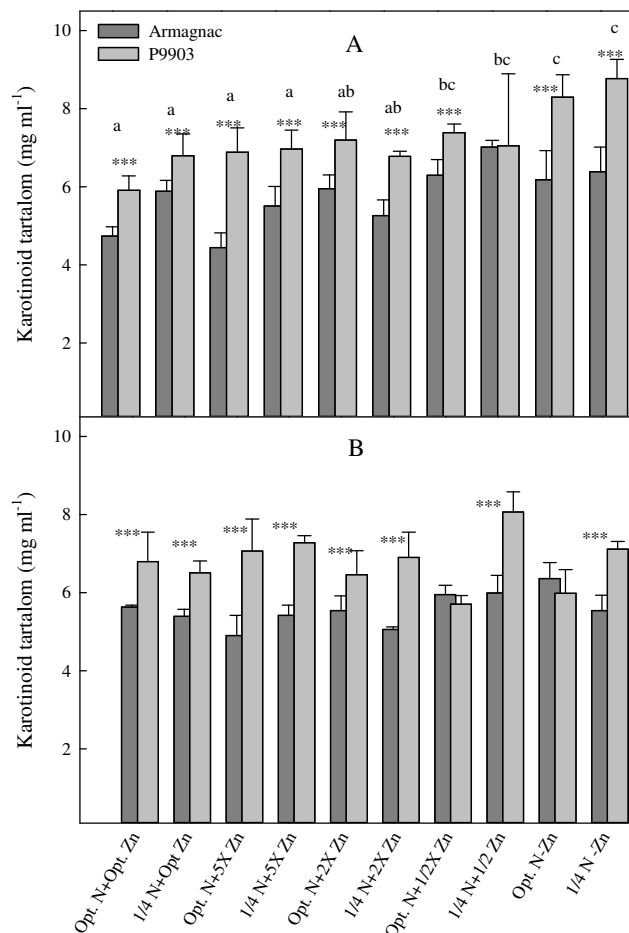 Armagnac
P9903
A
c
c
bc
bc
ab
ab
a
a
a
a
***
***
***
***
***
***
***
***
***
10
8
6
4
2
Karotinoid tartalom (mg ml⁻¹)
B
***
***
***
***
***
***
***
***
10
8
6
4
2
Karotinoid tartalom (mg ml⁻¹)
Opt. N+Opt. Zn
1/4 N+Opt Zn
Opt. N+5X Zn
1/4 N+5X Zn
Opt. N+2X Zn
1/4 N+2X Zn
Opt. N+1/2X Zn
1/4 N+1/2 Zn
Opt. N-Zn
1/4 N -Zn